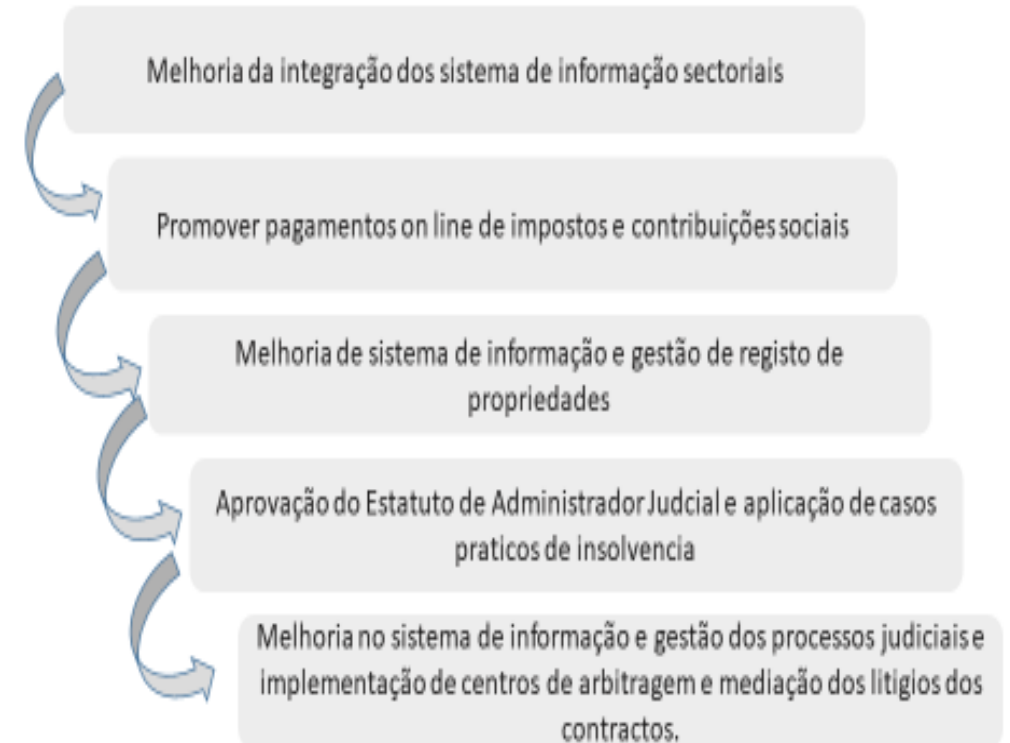 Melhoria da integração dos sistema de informação sectoriais
Promover pagamentos on line de impostos e contribuições sociais
Melhoria de sistema de informação e gestão de registo de
propriedades
Aprovação do Estatuto de Administrador Judcial e aplicação de casos
praticos de insolvencia
Melhoria no sistema de informação e gestão dos processos judiciais e
implementação de centros de arbitragem e mediação dos litigios dos
contractos.